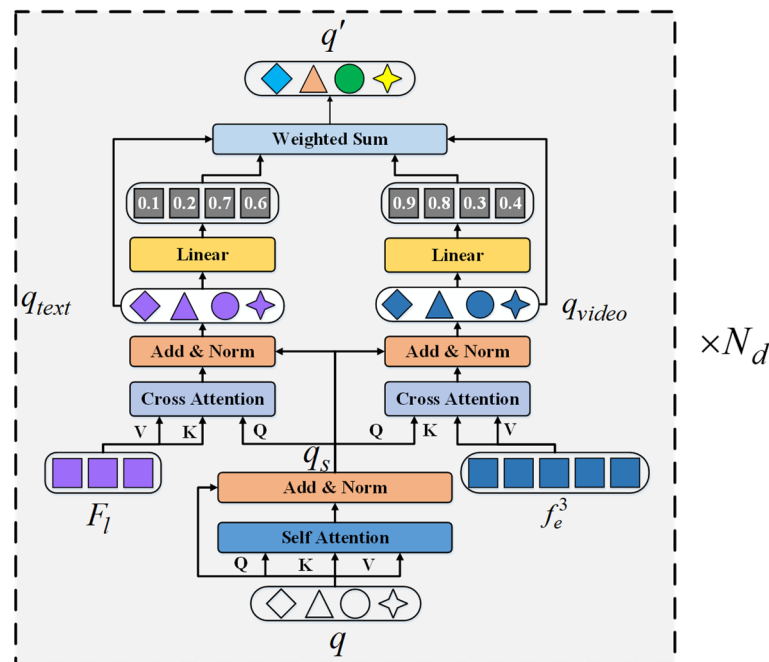 q′
Weighted Sum
0.1 0.2 0.7 0.6 0.9 0.8 0.3 0.4
Linear Linear
q_text q_video
×N_d
Add & Norm Add & Norm
Cross Attention Cross Attention
V K Q Q K V
q_s
F_l Add & Norm f_e^3
Self Attention
Q K V
q